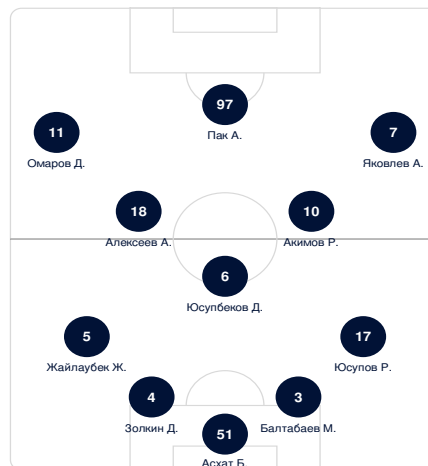 97
Пак А.
11
Омаров Д.
7
Яковлев А.
18
Алексеев А.
10
Акимов Р.
6
Юсупбеков Д.
5
Жайлаубек Ж.
17
Юсупов Р.
4
Золкин Д.
3
Балтабаев М.
51
Асхат Б.